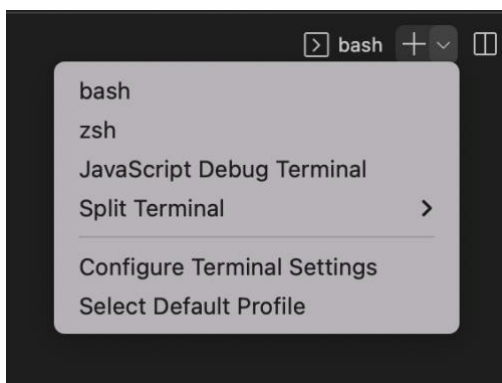 bash
bash
zsh
JavaScript Debug Terminal
Split Terminal
Configure Terminal Settings
Select Default Profile